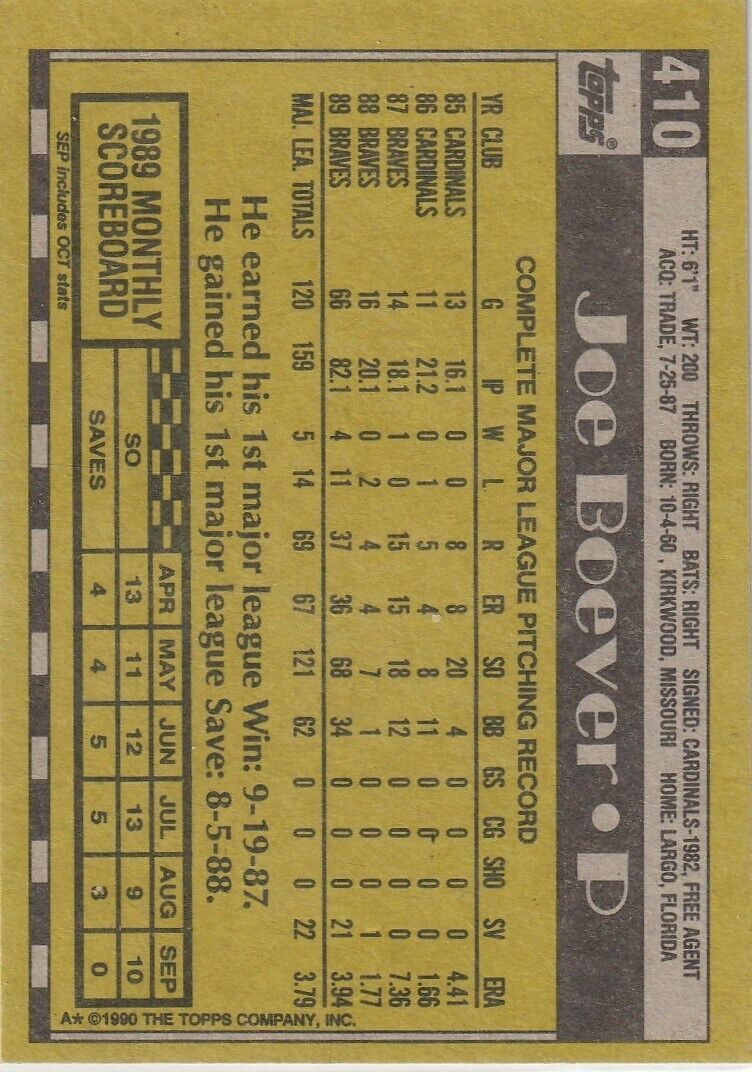 410
topps®
HT: 6'1" WT: 200 THROWS: RIGHT BATS: RIGHT SIGNED: CARDINALS-1982, FREE AGENT
ACQ: TRADE, 7-25-87 BORN: 10-4-60 , KIRKWOOD, MISSOURI HOME: LARGO, FLORIDA
Joe Boever • P
COMPLETE MAJOR LEAGUE PITCHING RECORD
YR CLUB G IP W L R ER SO BB GS CG SHO SV ERA
85 CARDINALS 13 16.1 0 0 8 8 20 4 0 0 0 0 4.41
86 CARDINALS 11 21.2 0 1 5 4 8 11 0 0 0 0 1.66
87 BRAVES 14 18.1 1 0 15 15 18 12 0 0 0 0 7.36
88 BRAVES 16 20.1 0 2 4 4 7 1 0 0 0 1 1.77
89 BRAVES 66 82.1 4 11 37 36 68 34 0 0 0 21 3.94
MAJ. LEA. TOTALS 120 159 5 14 69 67 121 62 0 0 0 22 3.79
He earned his 1st major league Win: 9-19-87.
He gained his 1st major league Save: 8-5-88.
1989 MONTHLY
SCOREBOARD
APR MAY JUN JUL AUG SEP
SO 13 11 12 13 9 10
SAVES 4 4 5 5 3 0
SEP includes OCT stats
A* ©1990 THE TOPPS COMPANY, INC.